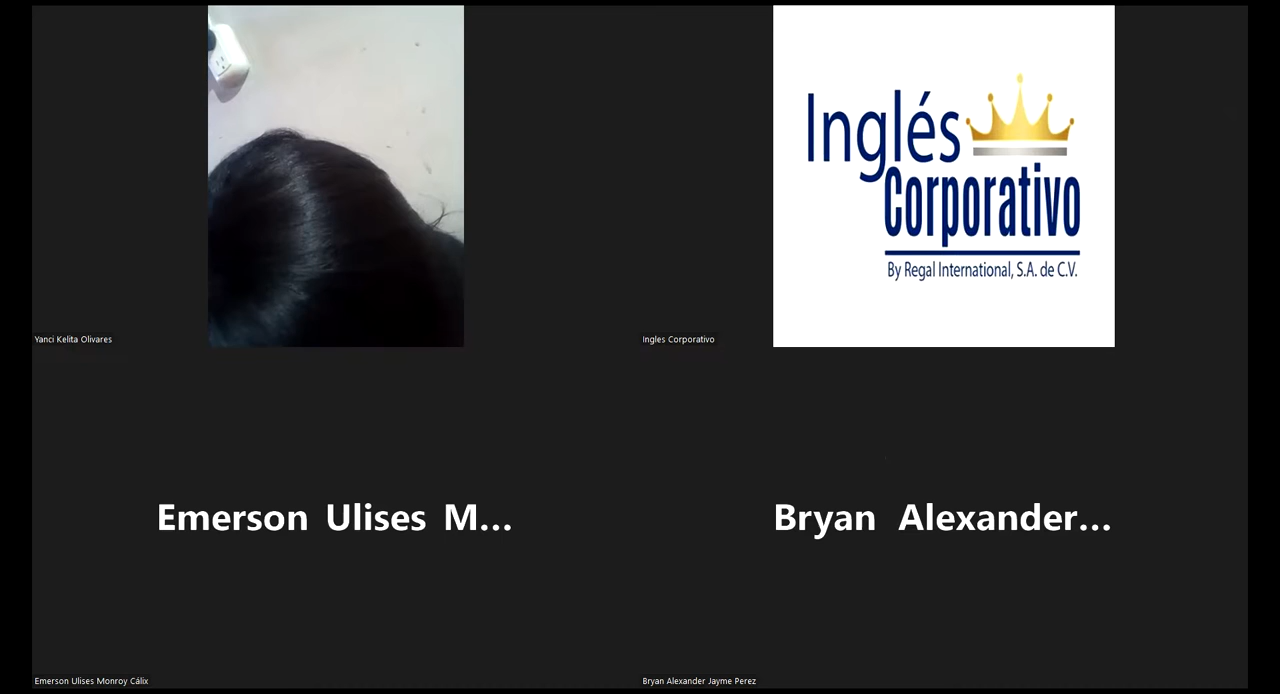 Inglés
Corporativo
By Regal International, S.A. de C.V.
Yanci Kelita Olivares
Ingles Corporativo
Emerson Ulises M...
Bryan Alexander...
Emerson Ulises Monroy Cálix
Bryan Alexander Jayme Perez